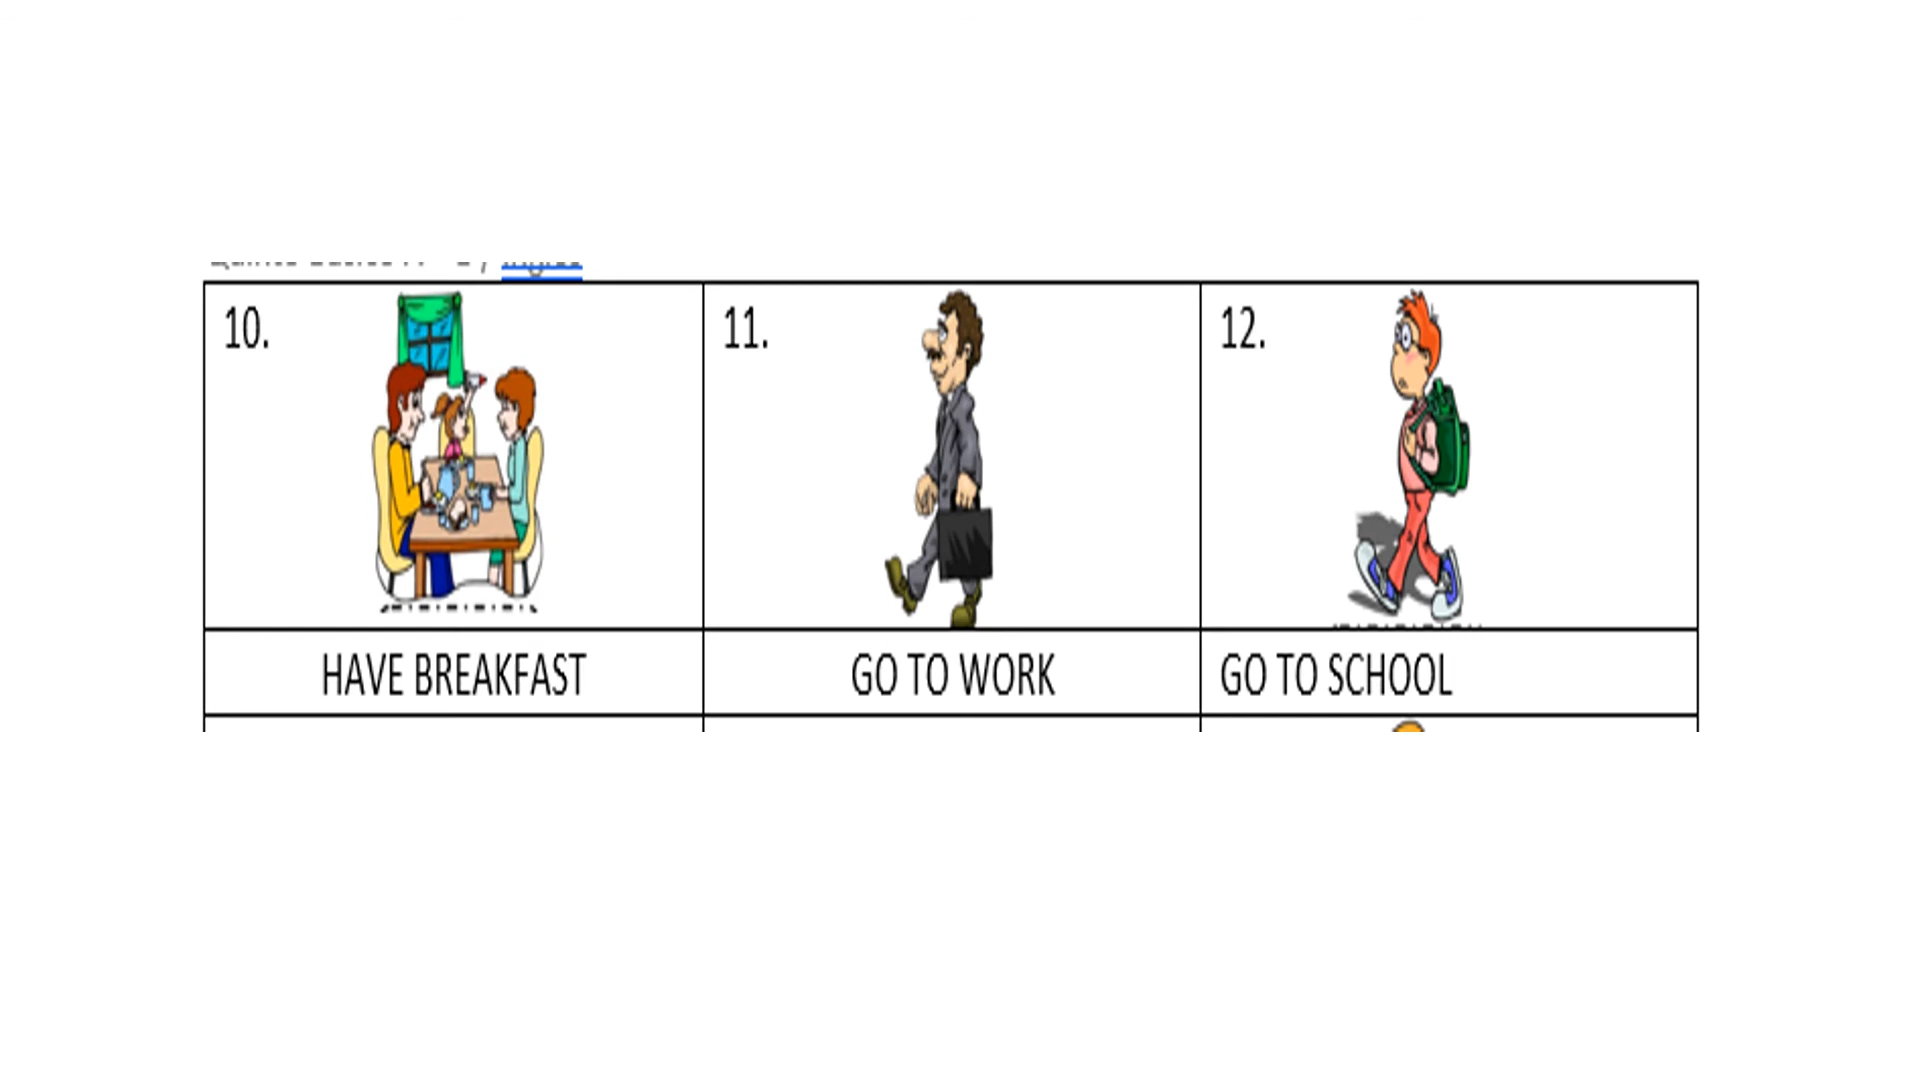 10.
11.
12.
HAVE BREAKFAST
GO TO WORK
GO TO SCHOOL